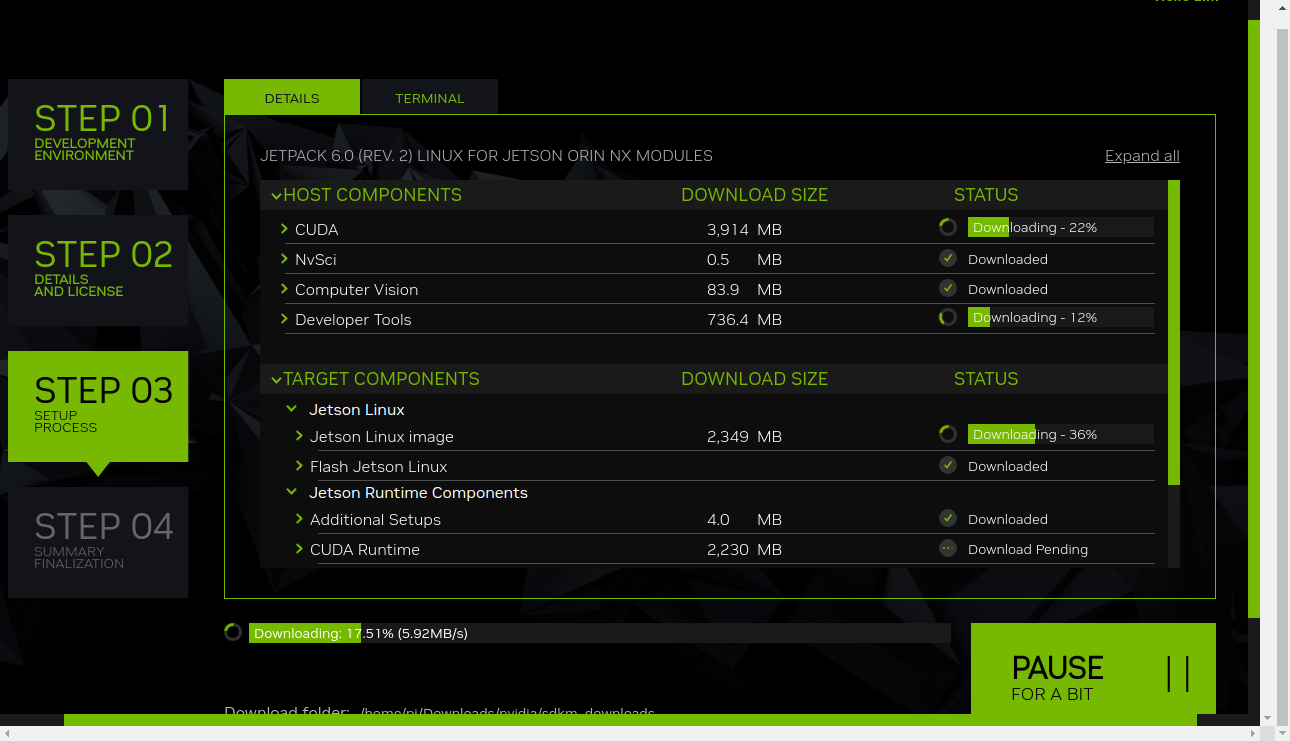 STEP 01
DEVELOPMENT
ENVIRONMENT
STEP 02
DETAILS
AND LICENSE
STEP 03
SETUP
PROCESS
STEP 04
SUMMARY
FINALIZATION
DETAILS TERMINAL
JETPACK 6.0 (REV. 2) LINUX FOR JETSON ORIN NX MODULES Expand all
HOST COMPONENTS DOWNLOAD SIZE STATUS
CUDA 3,914 MB Downloading - 22%
NvSci 0.5 MB Downloaded
Computer Vision 83.9 MB Downloaded
Developer Tools 736.4 MB Downloading - 12%
TARGET COMPONENTS DOWNLOAD SIZE STATUS
Jetson Linux
Jetson Linux image 2,349 MB Downloading - 36%
Flash Jetson Linux Downloaded
Jetson Runtime Components
Additional Setups 4.0 MB Downloaded
CUDA Runtime 2,230 MB Download Pending
Downloading: 17.51% (5.92MB/s)
PAUSE
FOR A BIT
Download folder: /home/nj/Downloads/nvidia/sdkm_downloads